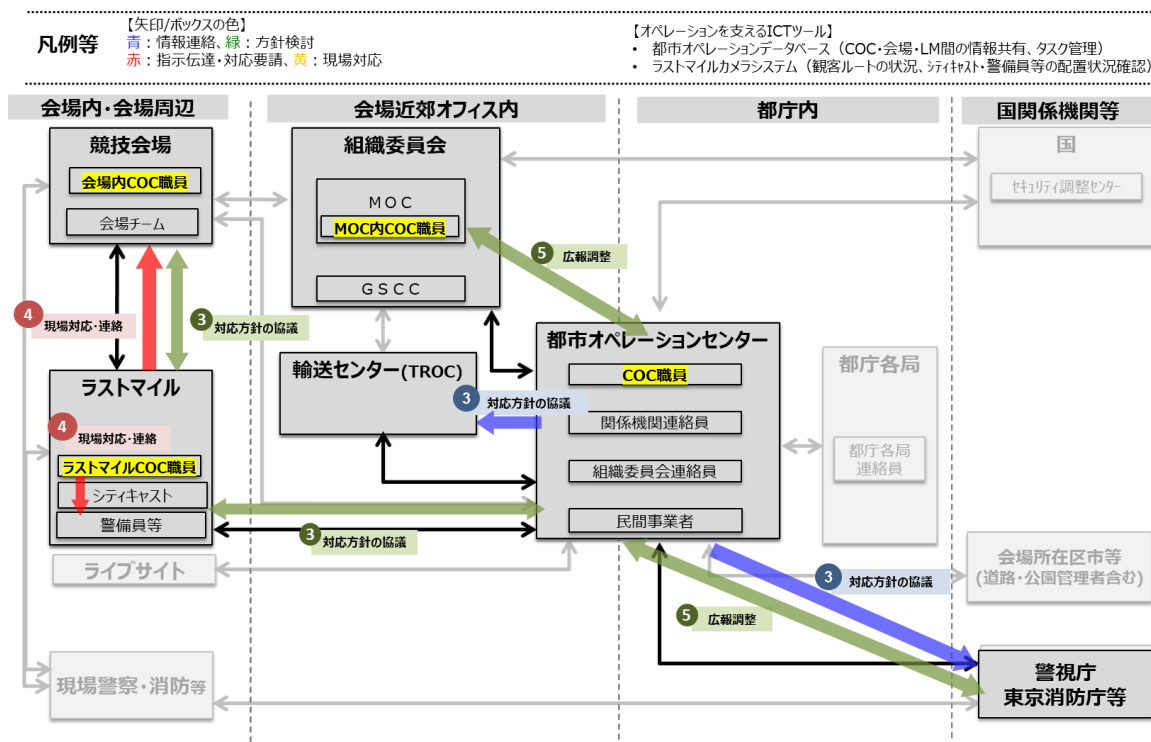 凡例等
【矢印/ボックスの色】
青：情報連絡、緑：方針検討
赤：指示伝達・対応要請、黄：現場対応
【オペレーションを支えるICTツール】
• 都市オペレーションデータベース（COC・会場・LM間の情報共有、タスク管理）
• ラストマイルカメラシステム（観客ルートの状況、シティキャスト・警備員等の配置状況確認）
会場内・会場周辺
会場近郊オフィス内
都庁内
国関係機関等
競技会場
会場内COC職員
会場チーム
組織委員会
MOC
MOC内COC職員
GSCC
国
セキュリティ調整センター
5 広報調整
4 現場対応・連絡
3 対応方針の協議
輸送センター(TROC)
3 対応方針の協議
都市オペレーションセンター
COC職員
関係機関連絡員
組織委員会連絡員
民間事業者
都庁各局
都庁各局
連絡員
ラストマイル
4 現場対応・連絡
ラストマイルCOC職員
シティキャスト
警備員等
3 対応方針の協議
ライブサイト
3 対応方針の協議
会場所在区市等
(道路・公園管理者含む)
5 広報調整
現場警察・消防等
警視庁
東京消防庁等